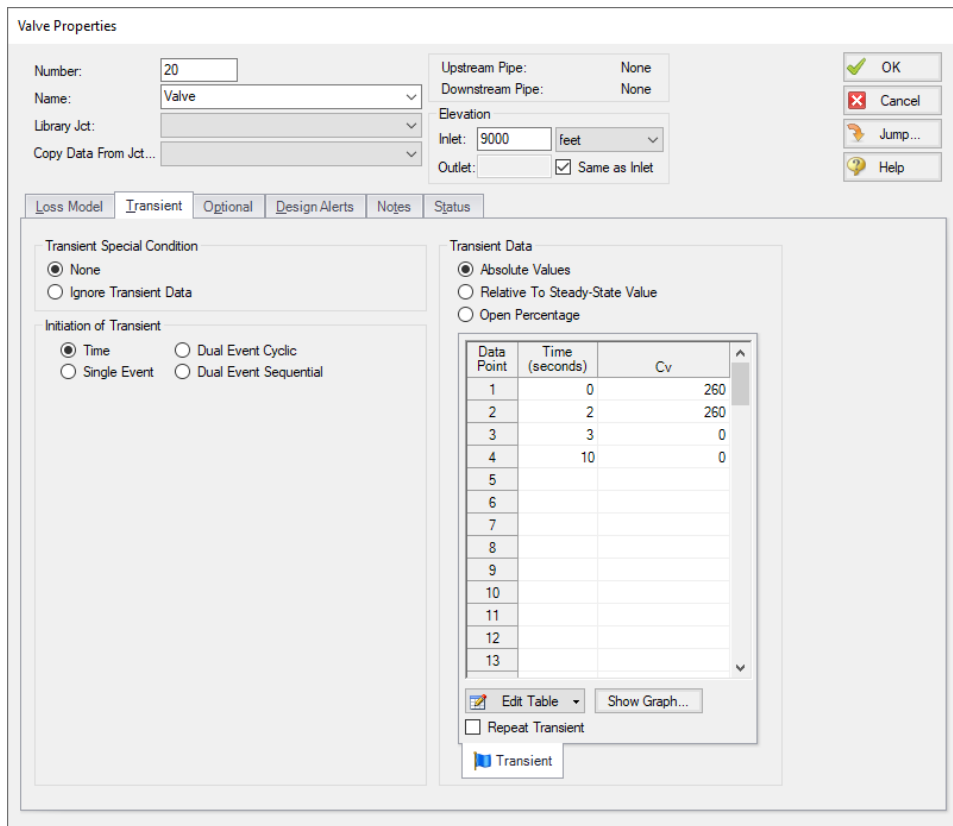 Valve Properties
Number: 20
Name: Valve
Library Jct:
Copy Data From Jct...
Upstream Pipe: None
Downstream Pipe: None
Elevation
Inlet: 9000 feet
Outlet: Same as Inlet
OK
Cancel
Jump...
Help
Loss Model Transient Optional Design Alerts Notes Status
Transient Special Condition
None
Ignore Transient Data
Initiation of Transient
Time Dual Event Cyclic
Single Event Dual Event Sequential
Transient Data
Absolute Values
Relative To Steady-State Value
Open Percentage
Data Point Time (seconds) Cv
1 0 260
2 2 260
3 3 0
4 10 0
5
6
7
8
9
10
11
12
13
Edit Table Show Graph...
Repeat Transient
Transient